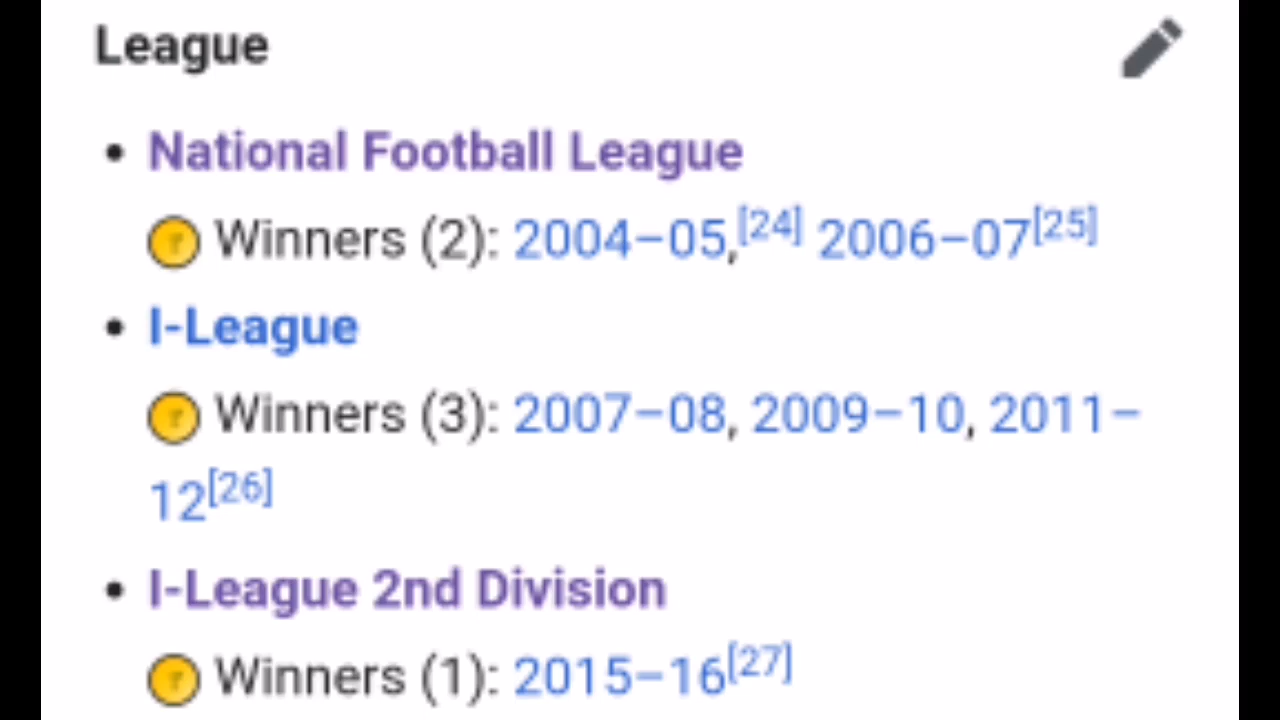 League
• National Football League
Winners (2): 2004–05,[24] 2006–07[25]
• I-League
Winners (3): 2007–08, 2009–10, 2011–
12[26]
• I-League 2nd Division
Winners (1): 2015–16[27]